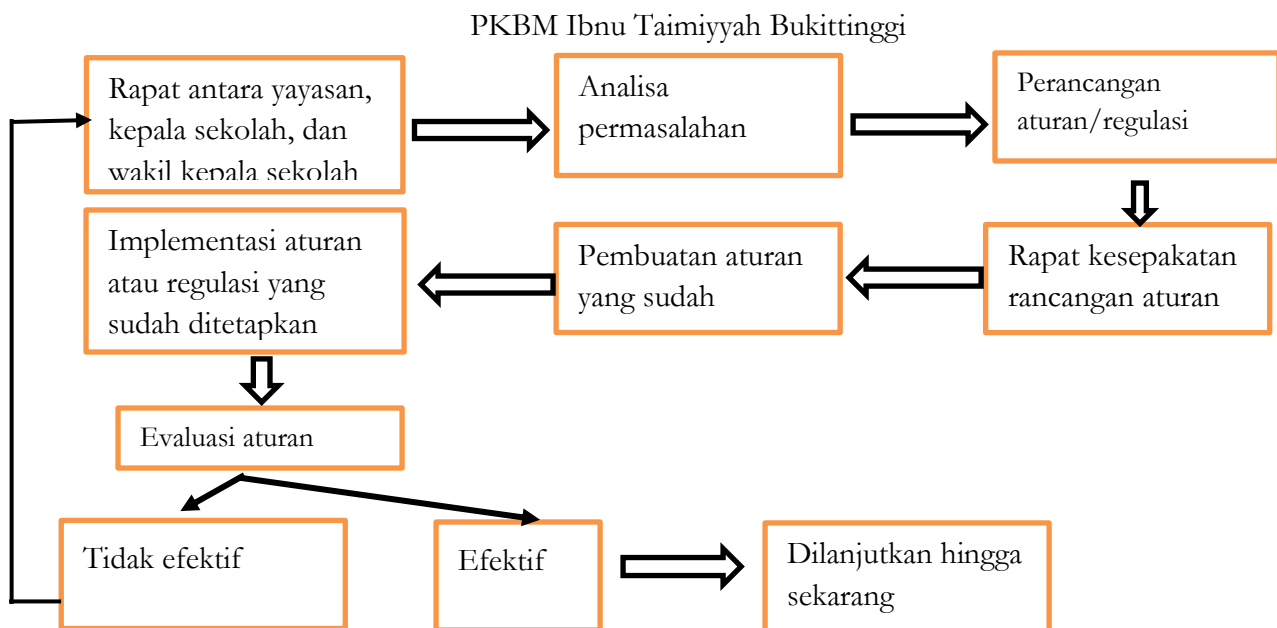 PKBM Ibnu Taimiyyah Bukittinggi
Rapat antara yayasan,
kepala sekolah, dan
wakil kepala sekolah
Analisa
permasalahan
Perancangan
aturan/regulasi
Rapat kesepakatan
rancangan aturan
Pembuatan aturan
yang sudah
Implementasi aturan
atau regulasi yang
sudah ditetapkan
Evaluasi aturan
Tidak efektif
Efektif
Dilanjutkan hingga
sekarang